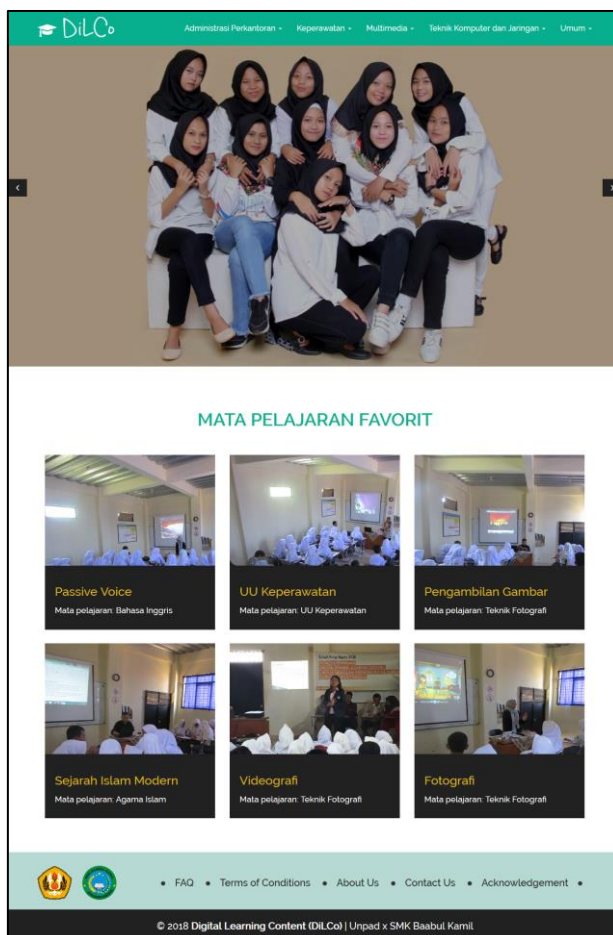 DiLCo
Administrasi Perkantoran Keperawatan Multimedia Teknik Komputer dan Jaringan Umum
MATA PELAJARAN FAVORIT
Passive Voice
Mata pelajaran: Bahasa Inggris
UU Keperawatan
Mata pelajaran: UU Keperawatan
Pengambilan Gambar
Mata pelajaran: Teknik Fotografi
Sejarah Islam Modern
Mata pelajaran: Agama Islam
Videografi
Mata pelajaran: Teknik Fotografi
Fotografi
Mata pelajaran: Teknik Fotografi
• FAQ • Terms of Conditions • About Us • Contact Us • Acknowledgement •
© 2018 Digital Learning Content (DiLCo) | Unpad x SMK Baabul Kamil